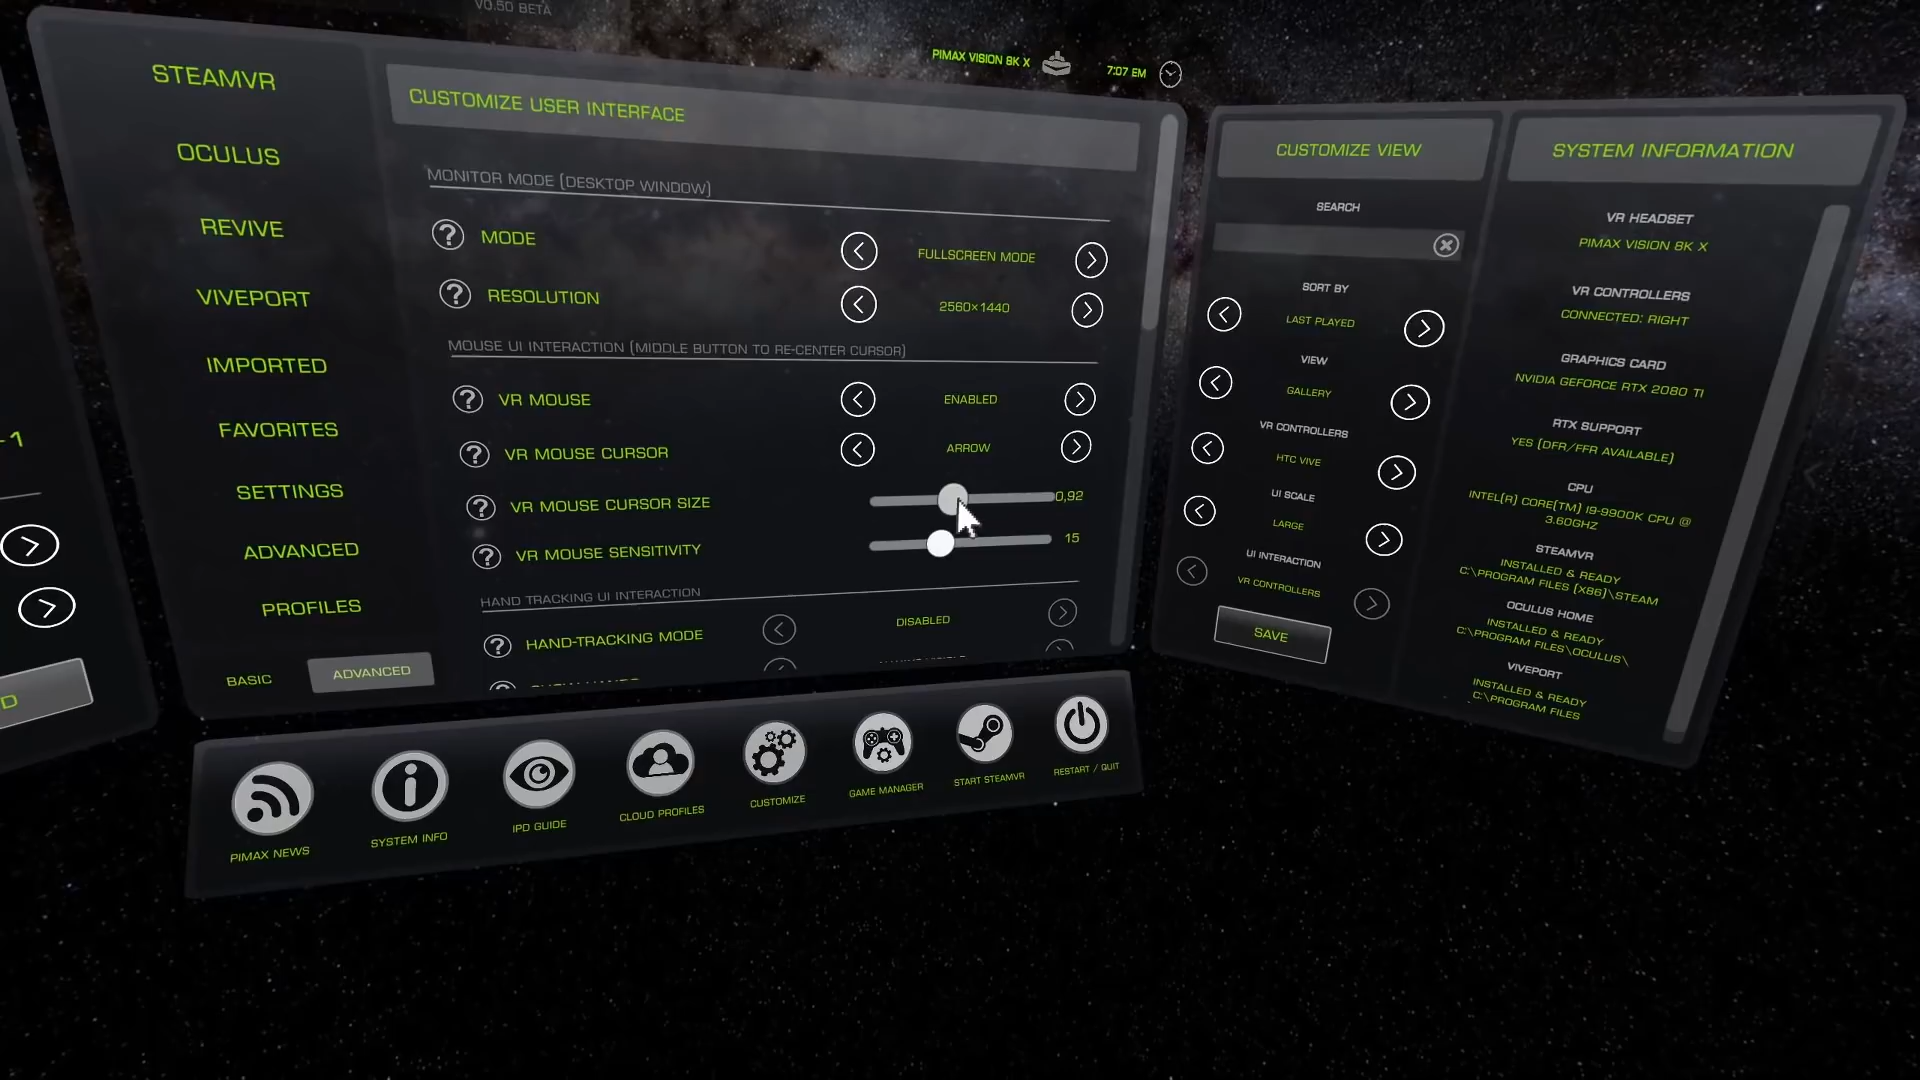 V0.50 BETA
PIMAX VISION 8K X
7:07 EM
STEAMVR
OCULUS
REVIVE
VIVEPORT
IMPORTED
FAVORITES
SETTINGS
ADVANCED
PROFILES
BASIC
ADVANCED
-1
D
CUSTOMIZE USER INTERFACE
MONITOR MODE (DESKTOP WINDOW)
? MODE < FULLSCREEN MODE >
? RESOLUTION < 2560×1440 >
MOUSE UI INTERACTION (MIDDLE BUTTON TO RE-CENTER CURSOR)
? VR MOUSE < ENABLED >
? VR MOUSE CURSOR < ARROW >
? VR MOUSE CURSOR SIZE 0,92
? VR MOUSE SENSITIVITY 15
HAND TRACKING UI INTERACTION
? HAND-TRACKING MODE < DISABLED >
CUSTOMIZE VIEW
SEARCH
SORT BY
< LAST PLAYED >
VIEW
< GALLERY >
VR CONTROLLERS
< HTC VIVE >
UI SCALE
< LARGE >
UI INTERACTION
< VR CONTROLLERS >
SAVE
SYSTEM INFORMATION
VR HEADSET
PIMAX VISION 8K X
VR CONTROLLERS
CONNECTED: RIGHT
GRAPHICS CARD
NVIDIA GEFORCE RTX 2080 TI
RTX SUPPORT
YES (DFR/FFR AVAILABLE)
CPU
INTEL(R) CORE(TM) I9-9900K CPU @
3.60GHZ
STEAMVR
INSTALLED & READY
C:\PROGRAM FILES (X86)\STEAM
OCULUS HOME
INSTALLED & READY
C:\PROGRAM FILES\OCULUS\
VIVEPORT
INSTALLED & READY
C:\PROGRAM FILES
PIMAX NEWS
SYSTEM INFO
IPD GUIDE
CLOUD PROFILES
CUSTOMIZE
GAME MANAGER
START STEAMVR
RESTART / QUIT